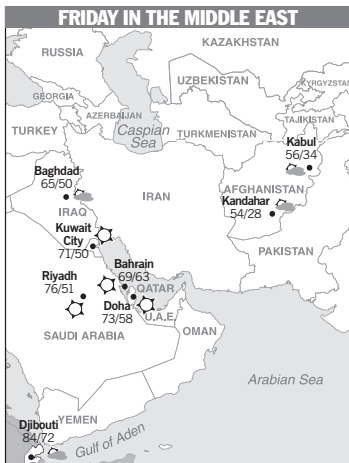 FRIDAY IN THE MIDDLE EAST
KAZAKHSTAN
RUSSIA
UZBEKISTAN
KYRGYZSTAN
GEORGIA
AZERBAIJAN
TAJIKISTAN
TURKEY
Caspian
Sea
TURKMENISTAN
Kabul
56/34
Baghdad
65/50
IRAN
AFGHANISTAN
Kandahar
54/28
IRAQ
Kuwait
City
71/50
PAKISTAN
Bahrain
69/63
Riyadh
76/51
QATAR
Doha
73/58
U.A.E.
SAUDI ARABIA
OMAN
Arabian Sea
Djibouti
84/72
YEMEN
Gulf of Aden